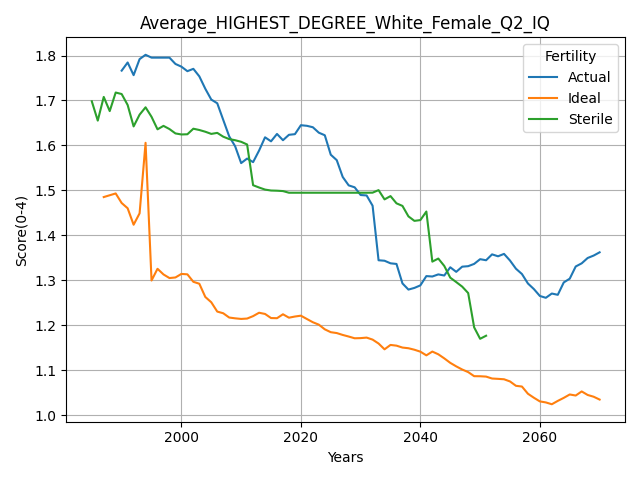 Average_HIGHEST_DEGREE_White_Female_Q2_IQ
Fertility
Actual
Ideal
Sterile
Score(0-4)
1.8
1.7
1.6
1.5
1.4
1.3
1.2
1.1
1.0
2000 2020 2040 2060
Years